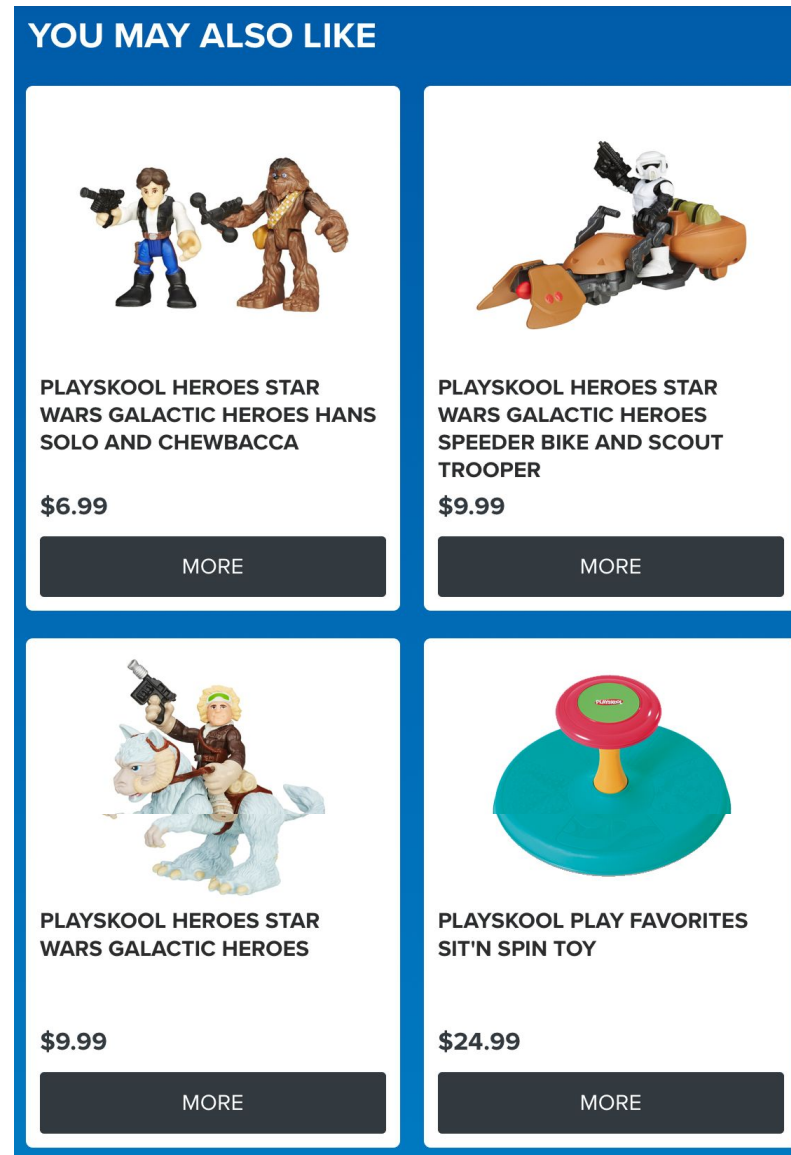 YOU MAY ALSO LIKE
PLAYSKOOL HEROES STAR
WARS GALACTIC HEROES HANS
SOLO AND CHEWBACCA
$6.99
MORE
PLAYSKOOL HEROES STAR
WARS GALACTIC HEROES
SPEEDER BIKE AND SCOUT
TROOPER
$9.99
MORE
PLAYSKOOL HEROES STAR
WARS GALACTIC HEROES
$9.99
MORE
PLAYSKOOL
PLAYSKOOL PLAY FAVORITES
SIT'N SPIN TOY
$24.99
MORE